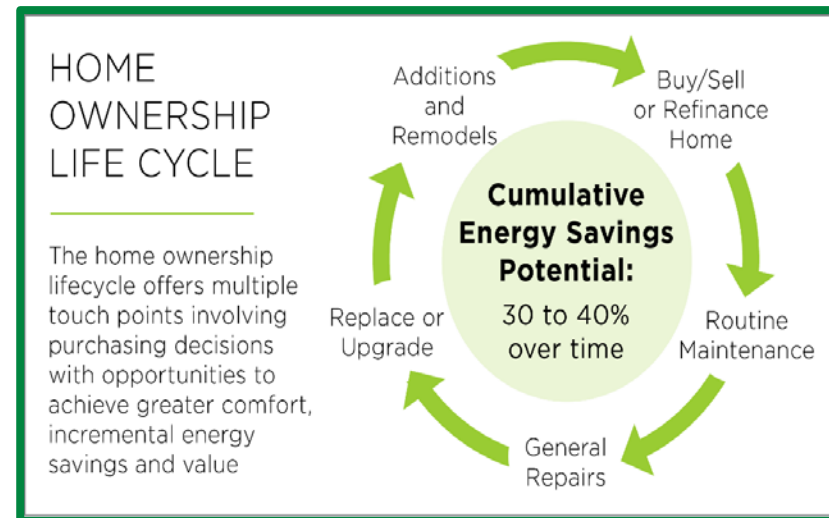 HOME
OWNERSHIP
LIFE CYCLE
The home ownership
lifecycle offers multiple
touch points involving
purchasing decisions
with opportunities to
achieve greater comfort,
incremental energy
savings and value
Additions
and
Remodels
Buy/Sell
or Refinance
Home
Routine
Maintenance
General
Repairs
Replace or
Upgrade
Cumulative
Energy Savings
Potential:
30 to 40%
over time